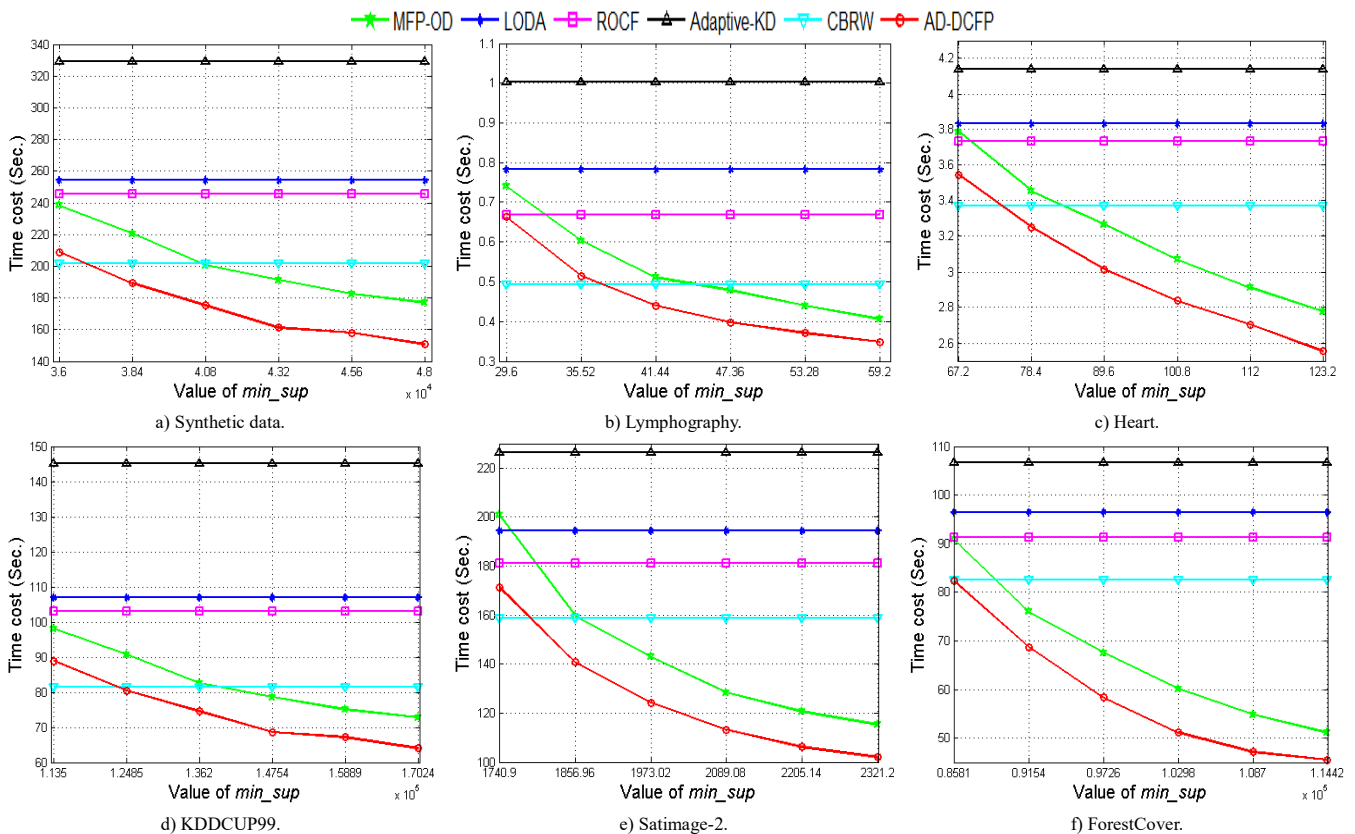 MFP-OD LODA ROCF Adaptive-KD CBRW AD-DCFP
340
320
300
280
260
240
220
200
180
160
140
Time cost (Sec.)
3.6 3.84 4.08 4.32 4.56 4.8
Value of min_sup
x 10^4
a) Synthetic data.
1.1
1
0.9
0.8
0.7
0.6
0.5
0.4
0.3
Time cost (Sec.)
29.6 35.52 41.44 47.36 53.28 59.2
Value of min_sup
b) Lymphography.
4.2
4
3.8
3.6
3.4
3.2
3
2.8
2.6
Time cost (Sec.)
67.2 78.4 89.6 100.8 112 123.2
Value of min_sup
c) Heart.
150
140
130
120
110
100
90
80
70
60
Time cost (Sec.)
1.135 1.2485 1.362 1.4754 1.5889 1.7024
Value of min_sup
x 10^5
d) KDDCUP99.
220
200
180
160
140
120
100
Time cost (Sec.)
1740.9 1856.96 1973.02 2089.08 2205.14 2321.2
Value of min_sup
e) Satimage-2.
110
100
90
80
70
60
50
Time cost (Sec.)
0.8581 0.9154 0.9726 1.0298 1.087 1.1442
Value of min_sup
x 10^5
f) ForestCover.